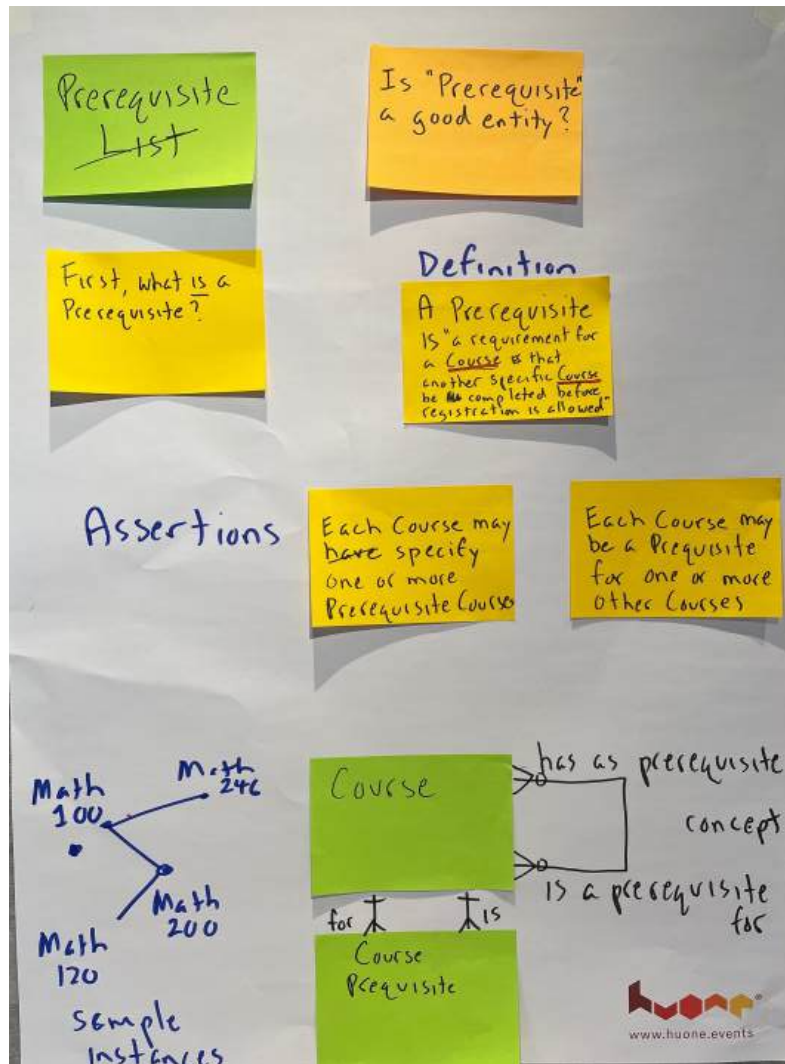 Prerequisite
List
Is "Prerequisite"
a good entity?
First, what is a
Prerequisite?
Definition
A Prerequisite
is "a requirement for
a Course that
another specific Course
be completed before
registration is allowed"
Assertions
Each Course may
have specify
one or more
Prerequisite Courses
Each Course may
be a Prequisite
for one or more
other Courses
Math
100
Math
246
Math
200
Math
120
sample
instances
Course
has as prerequisite
concept
is a prerequisite
for
for
is
Course
Prequisite
huone
www.huone.events